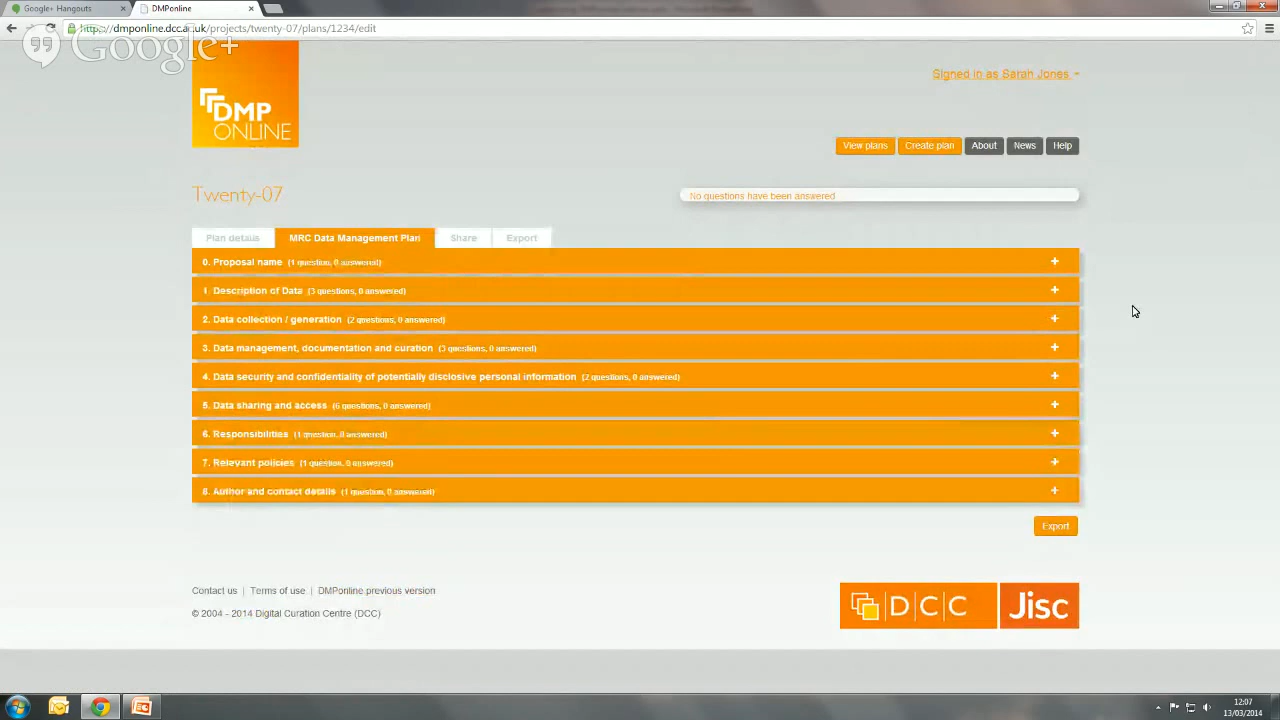 Google+ Hangouts
DMPonline
https://dmponline.dcc.ac.uk/projects/twenty-07/plans/1234/edit
Google+
DMP
ONLINE
Signed in as Sarah Jones
View plans Create plan About News Help
Twenty-07
No questions have been answered
Plan details MRC Data Management Plan Share Export
0. Proposal name (1 question, 0 answered) +
1. Description of Data (3 questions, 0 answered) +
2. Data collection / generation (2 questions, 0 answered) +
3. Data management, documentation and curation (3 questions, 0 answered) +
4. Data security and confidentiality of potentially disclosive personal information (2 questions, 0 answered) +
5. Data sharing and access (6 questions, 0 answered) +
6. Responsibilities (1 question, 0 answered) +
7. Relevant policies (1 question, 0 answered) +
8. Author and contact details (1 question, 0 answered) +
Export
Contact us | Terms of use | DMPonline previous version
© 2004 - 2014 Digital Curation Centre (DCC)
DCC
Jisc
12:07
13/03/2014